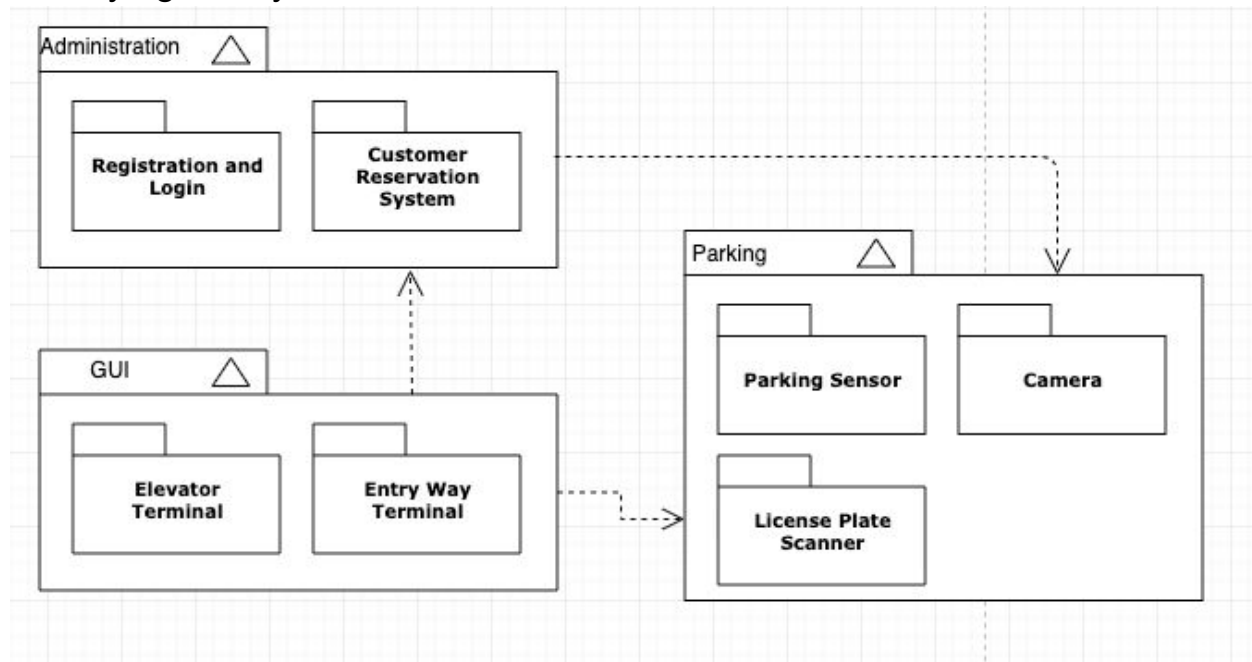 Administration
Registration and
Login
Customer
Reservation
System
Parking
GUI
Parking Sensor
Camera
Elevator
Terminal
Entry Way
Terminal
License Plate
Scanner